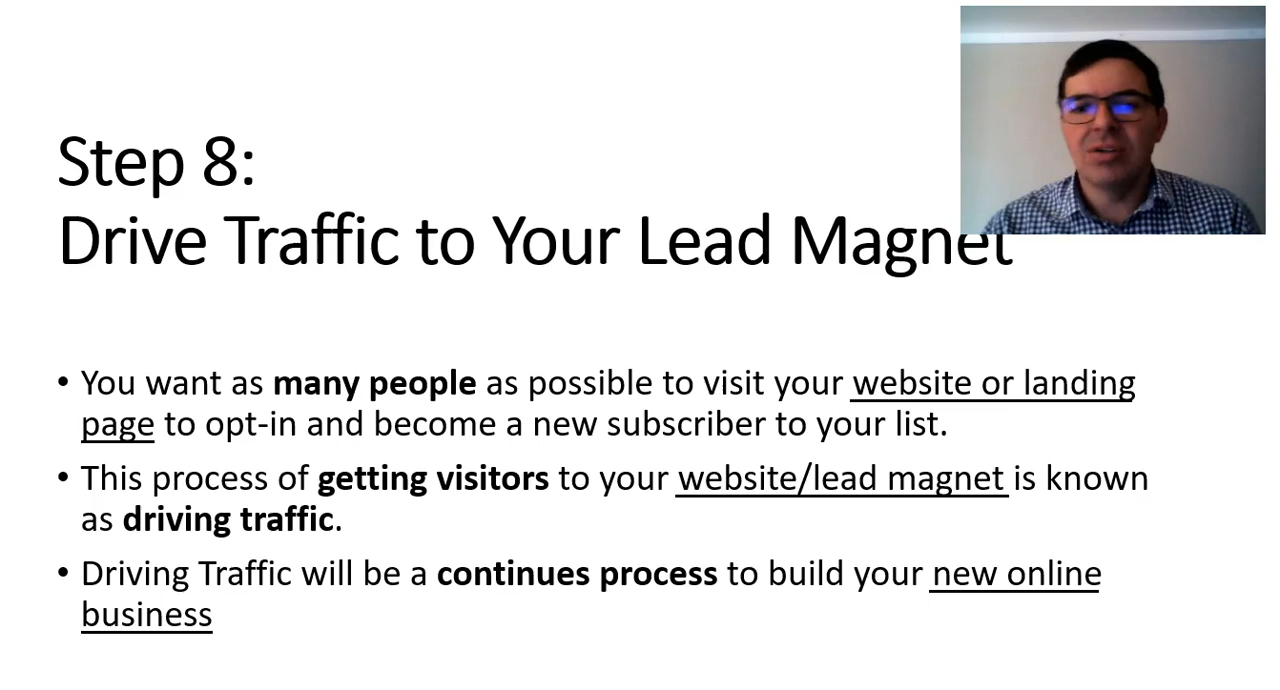 Step 8:
Drive Traffic to Your Lead Magnet
• You want as many people as possible to visit your website or landing
page to opt-in and become a new subscriber to your list.
• This process of getting visitors to your website/lead magnet is known
as driving traffic.
• Driving Traffic will be a continues process to build your new online
business